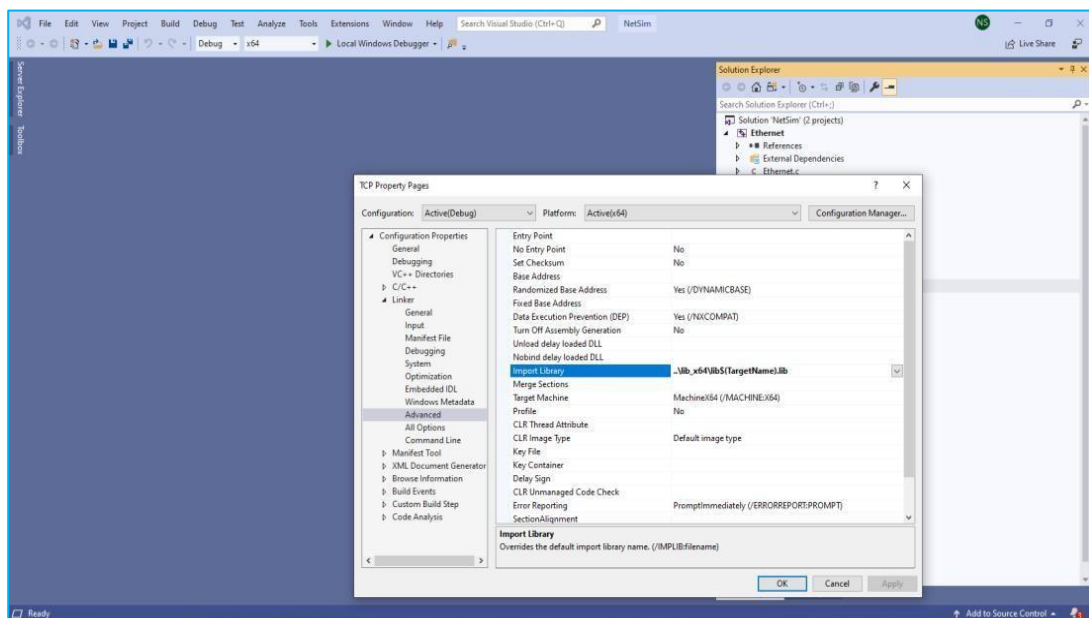 File Edit View Project Build Debug Test Analyze Tools Extensions Window Help Search Visual Studio (Ctrl+Q) NetSim NS
Debug x64 Local Windows Debugger Live Share
Server Explorer
Toolbox
Solution Explorer
Search Solution Explorer (Ctrl+;)
Solution 'NetSim' (2 projects)
Ethernet
References
External Dependencies
Ethernet.c
TCP Property Pages ? X
Configuration: Active(Debug) Platform: Active(x64) Configuration Manager...
Configuration Properties
General
Debugging
VC++ Directories
C/C++
Linker
General
Input
Manifest File
Debugging
System
Optimization
Embedded IDL
Windows Metadata
Advanced
All Options
Command Line
Manifest Tool
XML Document Generator
Browse Information
Build Events
Custom Build Step
Code Analysis
Entry Point
No Entry Point No
Set Checksum No
Base Address
Randomized Base Address Yes (/DYNAMICBASE)
Fixed Base Address
Data Execution Prevention (DEP) Yes (/NXCOMPAT)
Turn Off Assembly Generation No
Unload delay loaded DLL
Nobind delay loaded DLL
Import Library ..\lib_x64\lib$(TargetName).lib
Merge Sections
Target Machine MachineX64 (/MACHINE:X64)
Profile No
CLR Thread Attribute
CLR Image Type Default image type
Key File
Key Container
Delay Sign
CLR Unmanaged Code Check
Error Reporting PromptImmediately (/ERRORREPORT:PROMPT)
SectionAlignment
Import Library
Overrides the default import library name. (/IMPLIB:filename)
OK Cancel Apply
Ready Add to Source Control